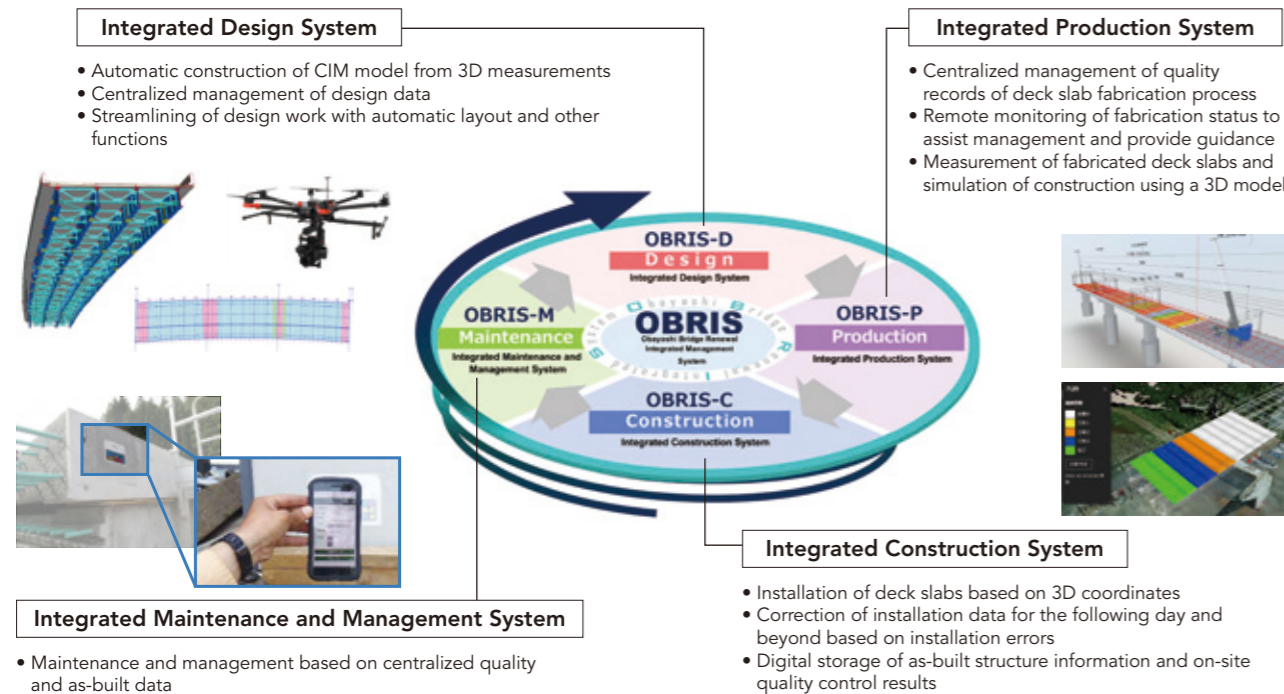 Integrated Design System
• Automatic construction of CIM model from 3D measurements
• Centralized management of design data
• Streamlining of design work with automatic layout and other
functions
Integrated Production System
• Centralized management of quality
records of deck slab fabrication process
• Remote monitoring of fabrication status to
assist management and provide guidance
• Measurement of fabricated deck slabs and
simulation of construction using a 3D model
OBRIS-D
Design
Integrated Design System
OBRIS-M
Maintenance
Integrated Maintenance and
Management System
Obayashi Bridge Renewal Integrated System
OBRIS
Obayashi Bridge Renewal
Integrated Management
System
OBRIS-P
Production
Integrated Production System
OBRIS-C
Construction
Integrated Construction System
Integrated Construction System
• Installation of deck slabs based on 3D coordinates
• Correction of installation data for the following day and
beyond based on installation errors
• Digital storage of as-built structure information and on-site
quality control results
Integrated Maintenance and Management System
• Maintenance and management based on centralized quality
and as-built data